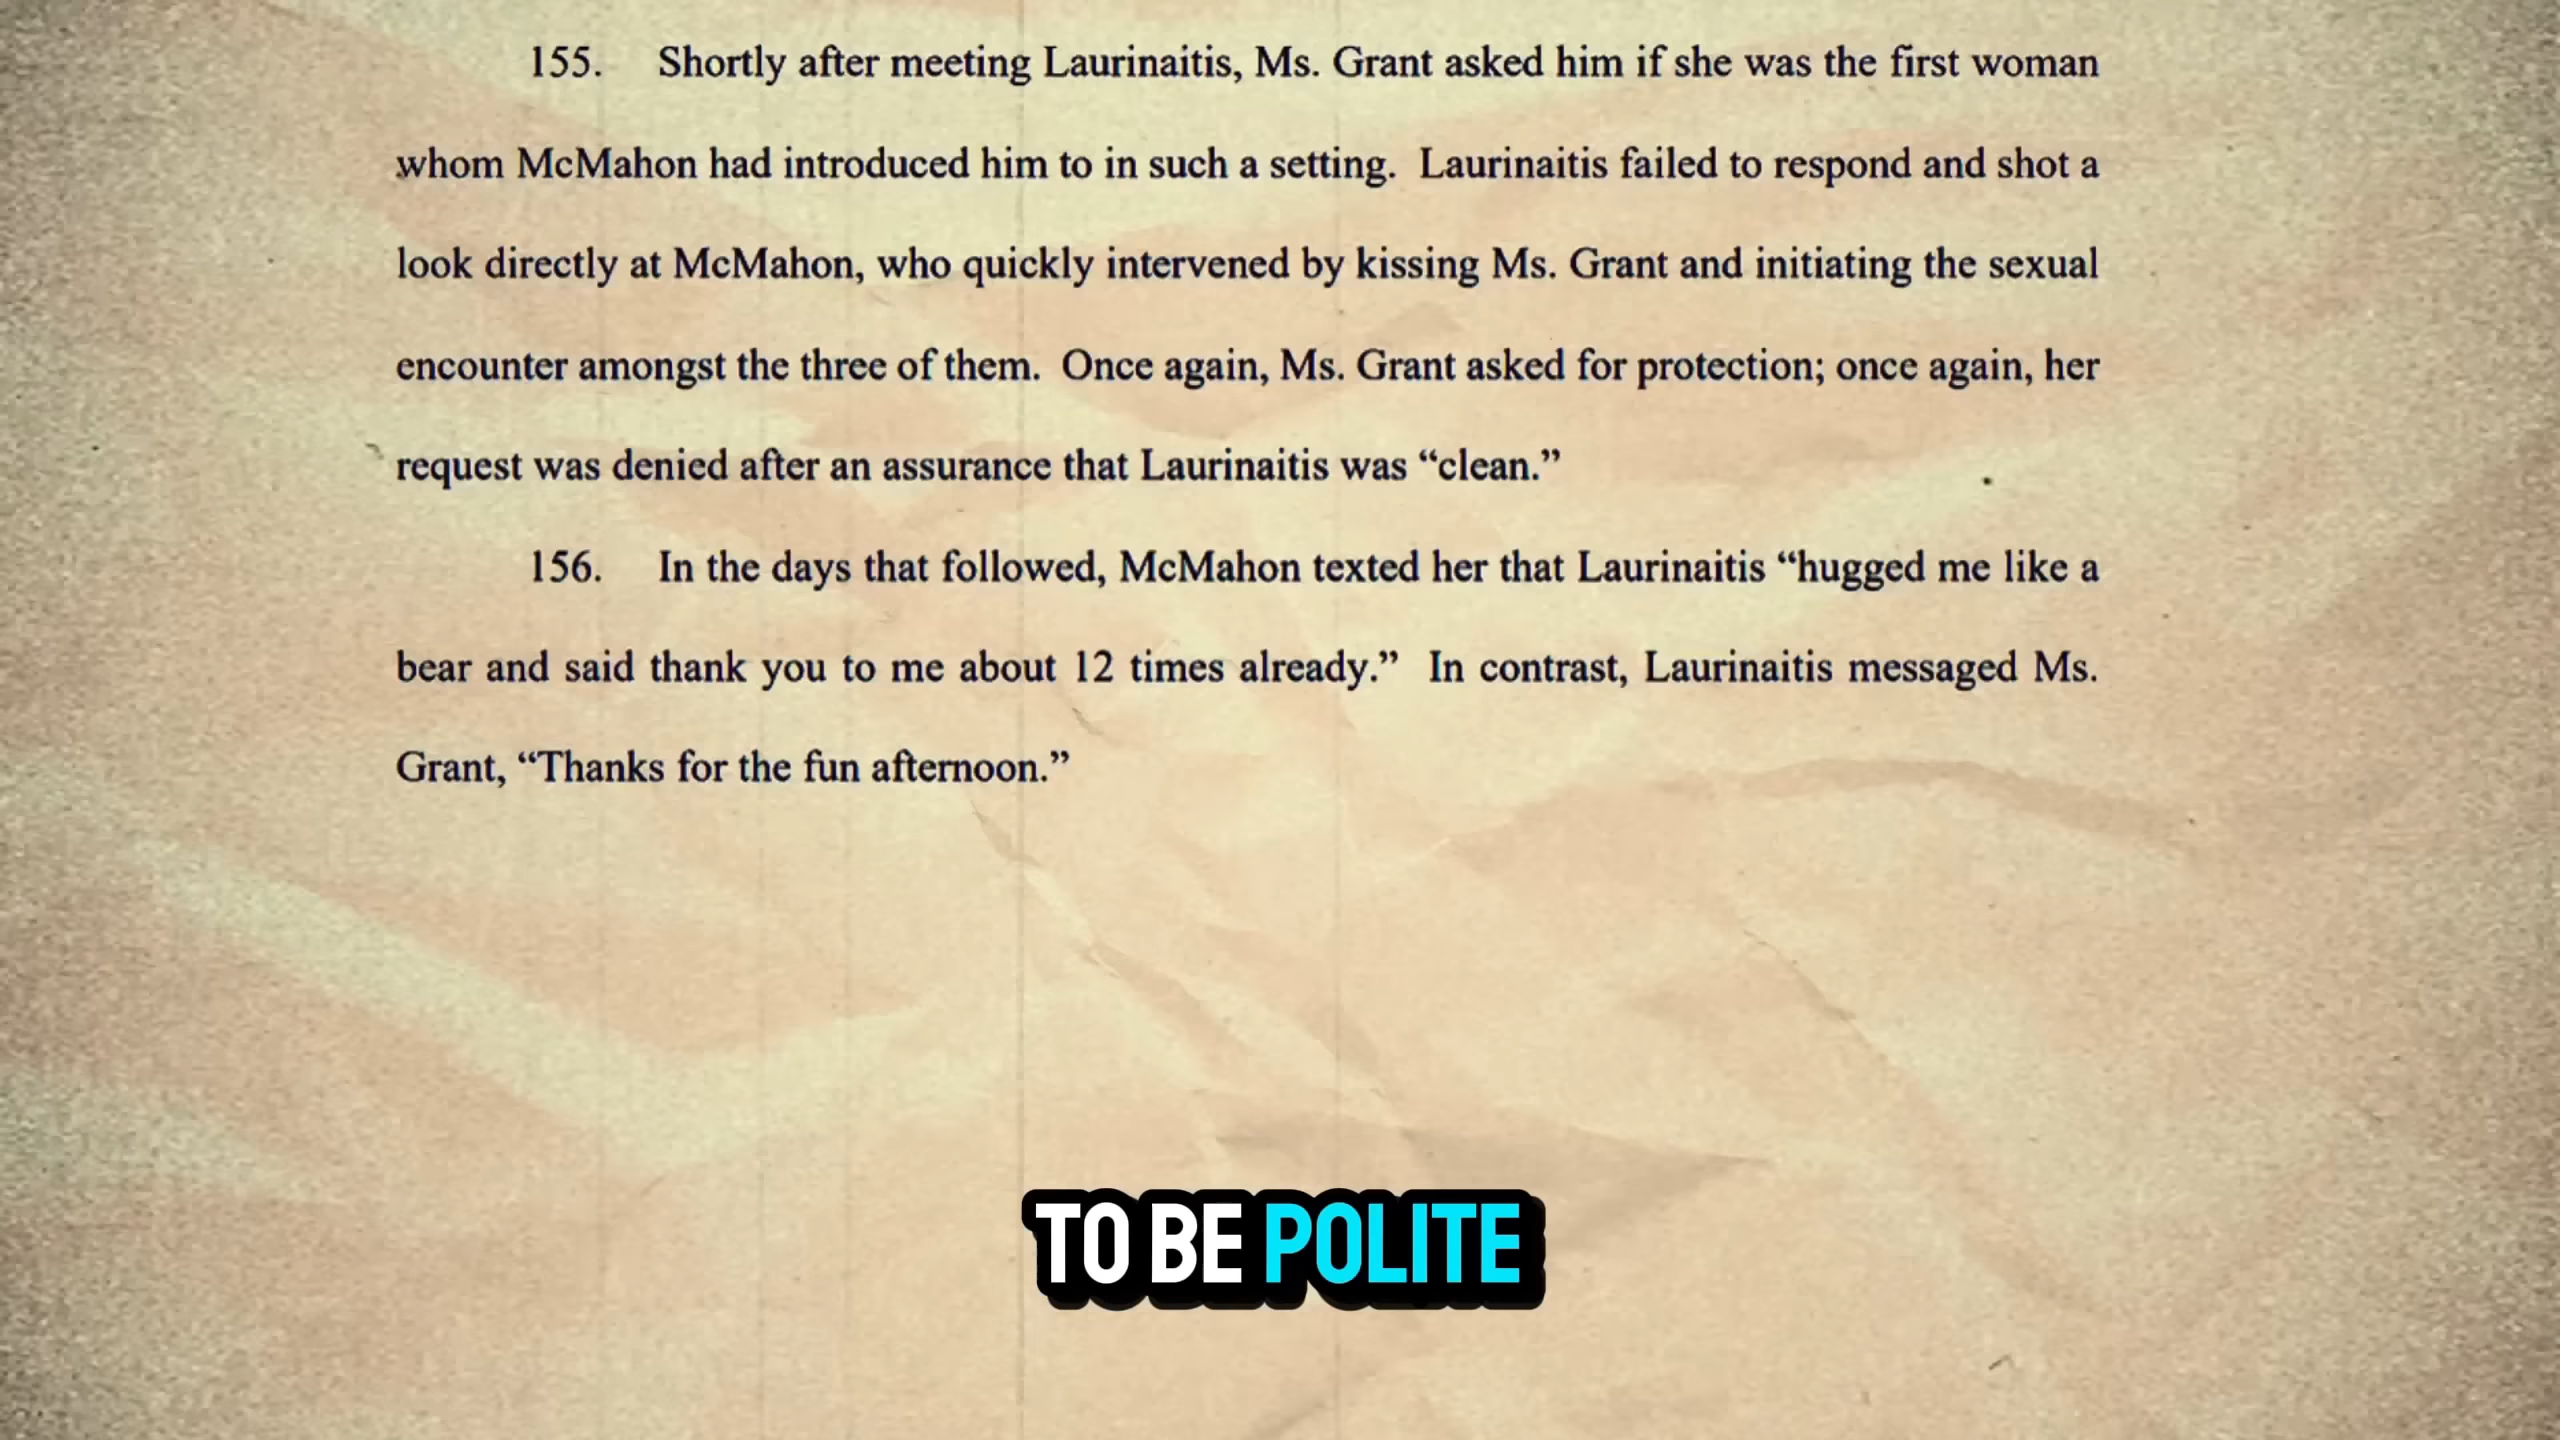 155. Shortly after meeting Laurinaitis, Ms. Grant asked him if she was the first woman
whom McMahon had introduced him to in such a setting. Laurinaitis failed to respond and shot a
look directly at McMahon, who quickly intervened by kissing Ms. Grant and initiating the sexual
encounter amongst the three of them. Once again, Ms. Grant asked for protection; once again, her
request was denied after an assurance that Laurinaitis was “clean.”
156. In the days that followed, McMahon texted her that Laurinaitis “hugged me like a
bear and said thank you to me about 12 times already.” In contrast, Laurinaitis messaged Ms.
Grant, “Thanks for the fun afternoon.”
TO BE POLITE